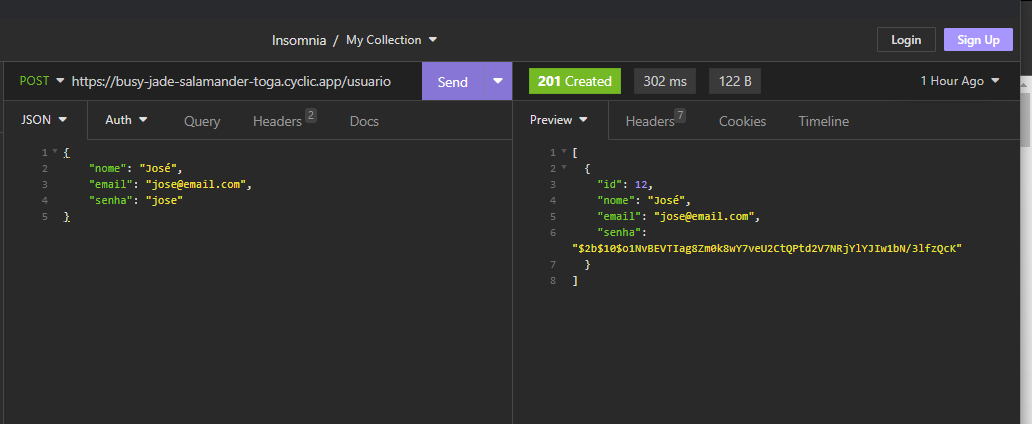 Insomnia / My Collection
Login
Sign Up
POST https://busy-jade-salamander-toga.cyclic.app/usuario
Send
201 Created
302 ms
122 B
1 Hour Ago
JSON
Auth
Query
Headers 2
Docs
1 {
2 "nome": "José",
3 "email": "jose@email.com",
4 "senha": "jose"
5 }
Preview
Headers 7
Cookies
Timeline
1 [
2 {
3 "id": 12,
4 "nome": "José",
5 "email": "jose@email.com",
6 "senha":
"$2b$10$o1NvBEVTIag8Zm0k8wY7veU2CtQPtd2V7NRjYlYJIw1bN/3lfzQcK"
7 }
8 ]